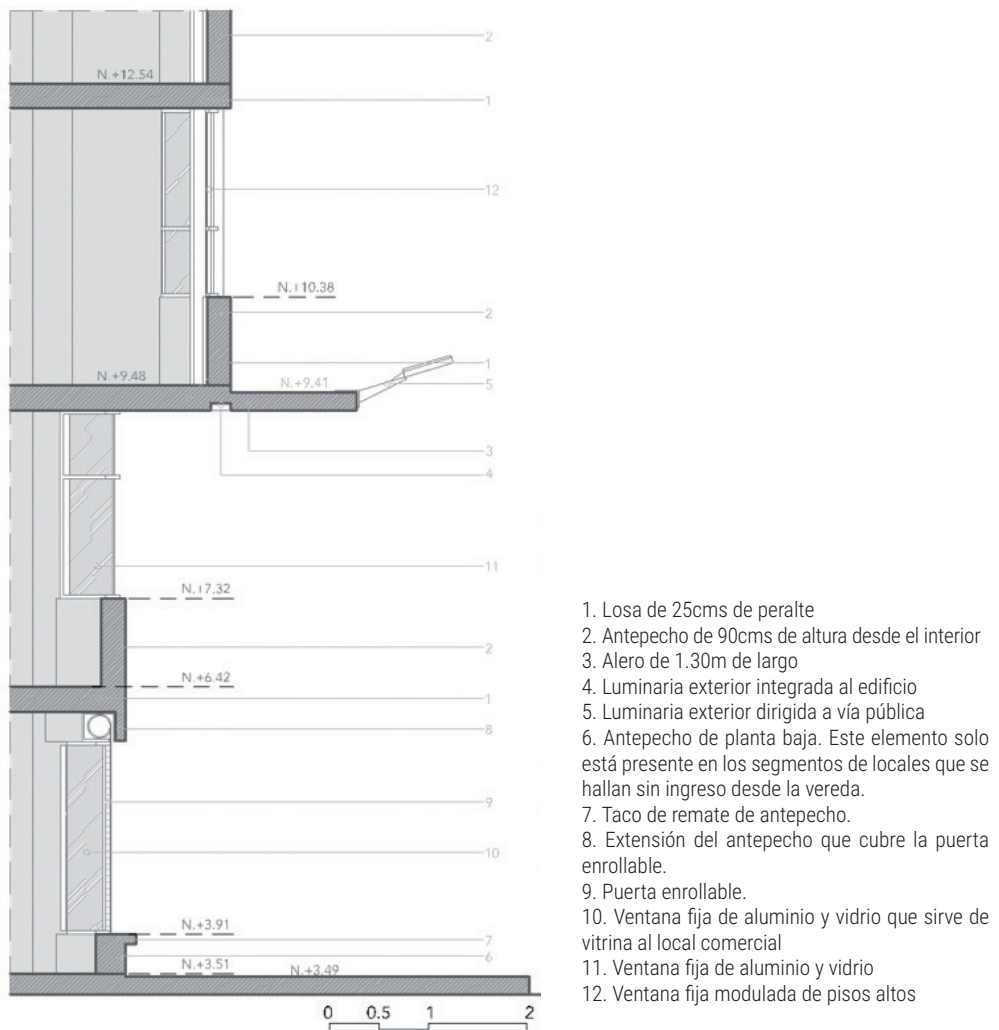 2
N.+12.54
1
12
N.+10.38
2
1
N.+9.48
N.+9.41
5
3
4
11
N.+7.32
2
N.+6.42
1
8
9
10
N.+3.91
7
N.+3.51
6
N.+3.49
0 0.5 1 2
1. Losa de 25cms de peralte
2. Antepecho de 90cms de altura desde el interior
3. Alero de 1.30m de largo
4. Luminaria exterior integrada al edificio
5. Luminaria exterior dirigida a vía pública
6. Antepecho de planta baja. Este elemento solo
está presente en los segmentos de locales que se
hallan sin ingreso desde la vereda.
7. Taco de remate de antepecho.
8. Extensión del antepecho que cubre la puerta
enrollable.
9. Puerta enrollable.
10. Ventana fija de aluminio y vidrio que sirve de
vitrina al local comercial
11. Ventana fija de aluminio y vidrio
12. Ventana fija modulada de pisos altos